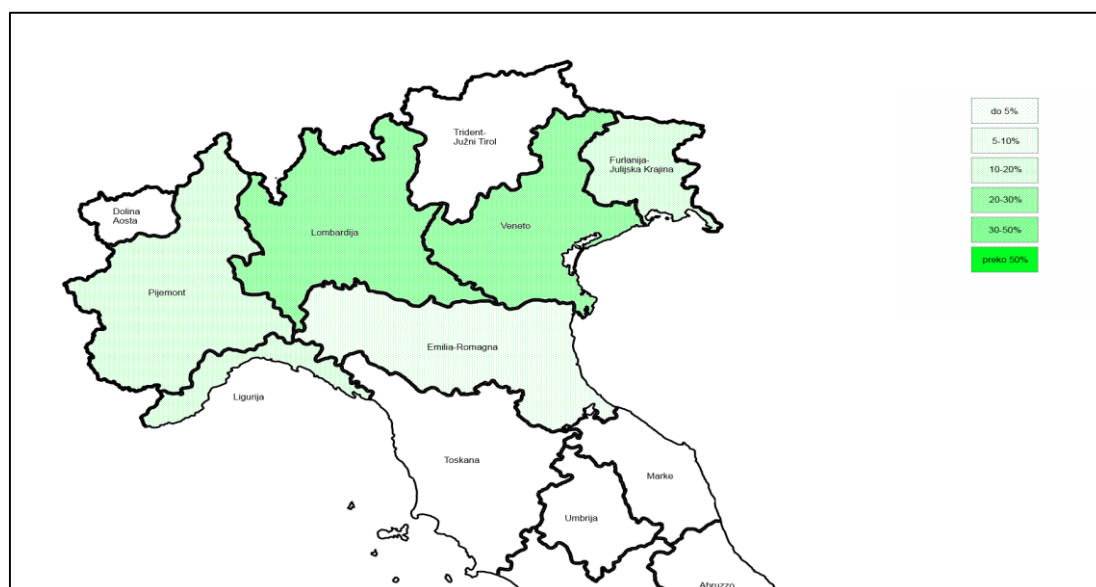 do 5%
Trident-
Južni Tirol
5-10%
Furlanija-
Julijska Krajina
10-20%
20-30%
Dolina
Aosta
Lombardija
Veneto
30-50%
preko 50%
Pijemont
Emilia-Romagna
Ligurija
Toskana
Marke
Umbrija
Abruzzo